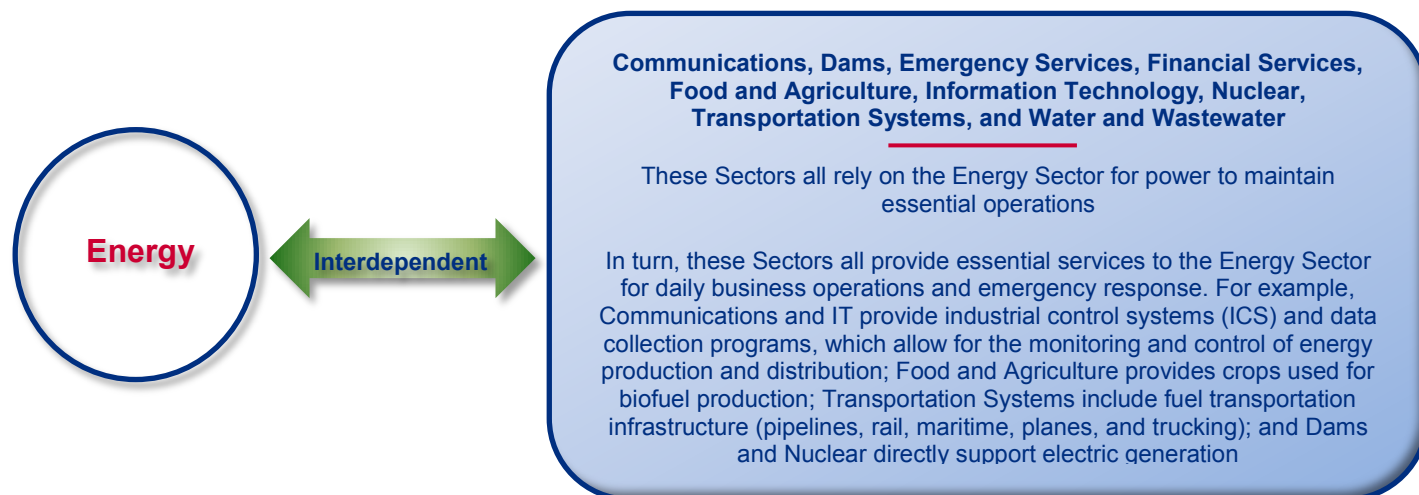 Energy
Interdependent
Communications, Dams, Emergency Services, Financial Services,
Food and Agriculture, Information Technology, Nuclear,
Transportation Systems, and Water and Wastewater
These Sectors all rely on the Energy Sector for power to maintain
essential operations
In turn, these Sectors all provide essential services to the Energy Sector
for daily business operations and emergency response. For example,
Communications and IT provide industrial control systems (ICS) and data
collection programs, which allow for the monitoring and control of energy
production and distribution; Food and Agriculture provides crops used for
biofuel production; Transportation Systems include fuel transportation
infrastructure (pipelines, rail, maritime, planes, and trucking); and Dams
and Nuclear directly support electric generation